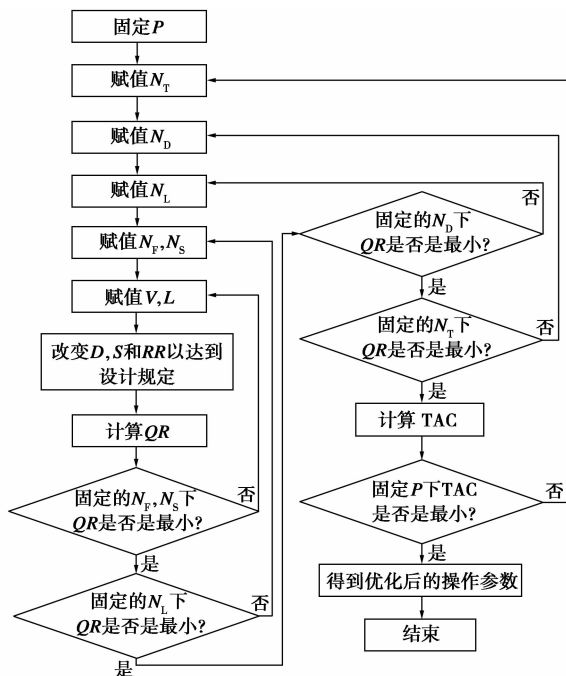 固定P
赋值N_T
赋值N_D
赋值N_L
赋值N_F,N_S
赋值V,L
改变D,S和RR以达到
设计规定
计算QR
固定的N_F,N_S下
QR是否是最小?
否
是
固定的N_L下
QR是否是最小?
否
是
固定的N_D下
QR是否是最小?
否
是
固定的N_T下
QR是否是最小?
否
是
计算 TAC
固定P下TAC
是否是最小?
否
是
得到优化后的操作参数
结束